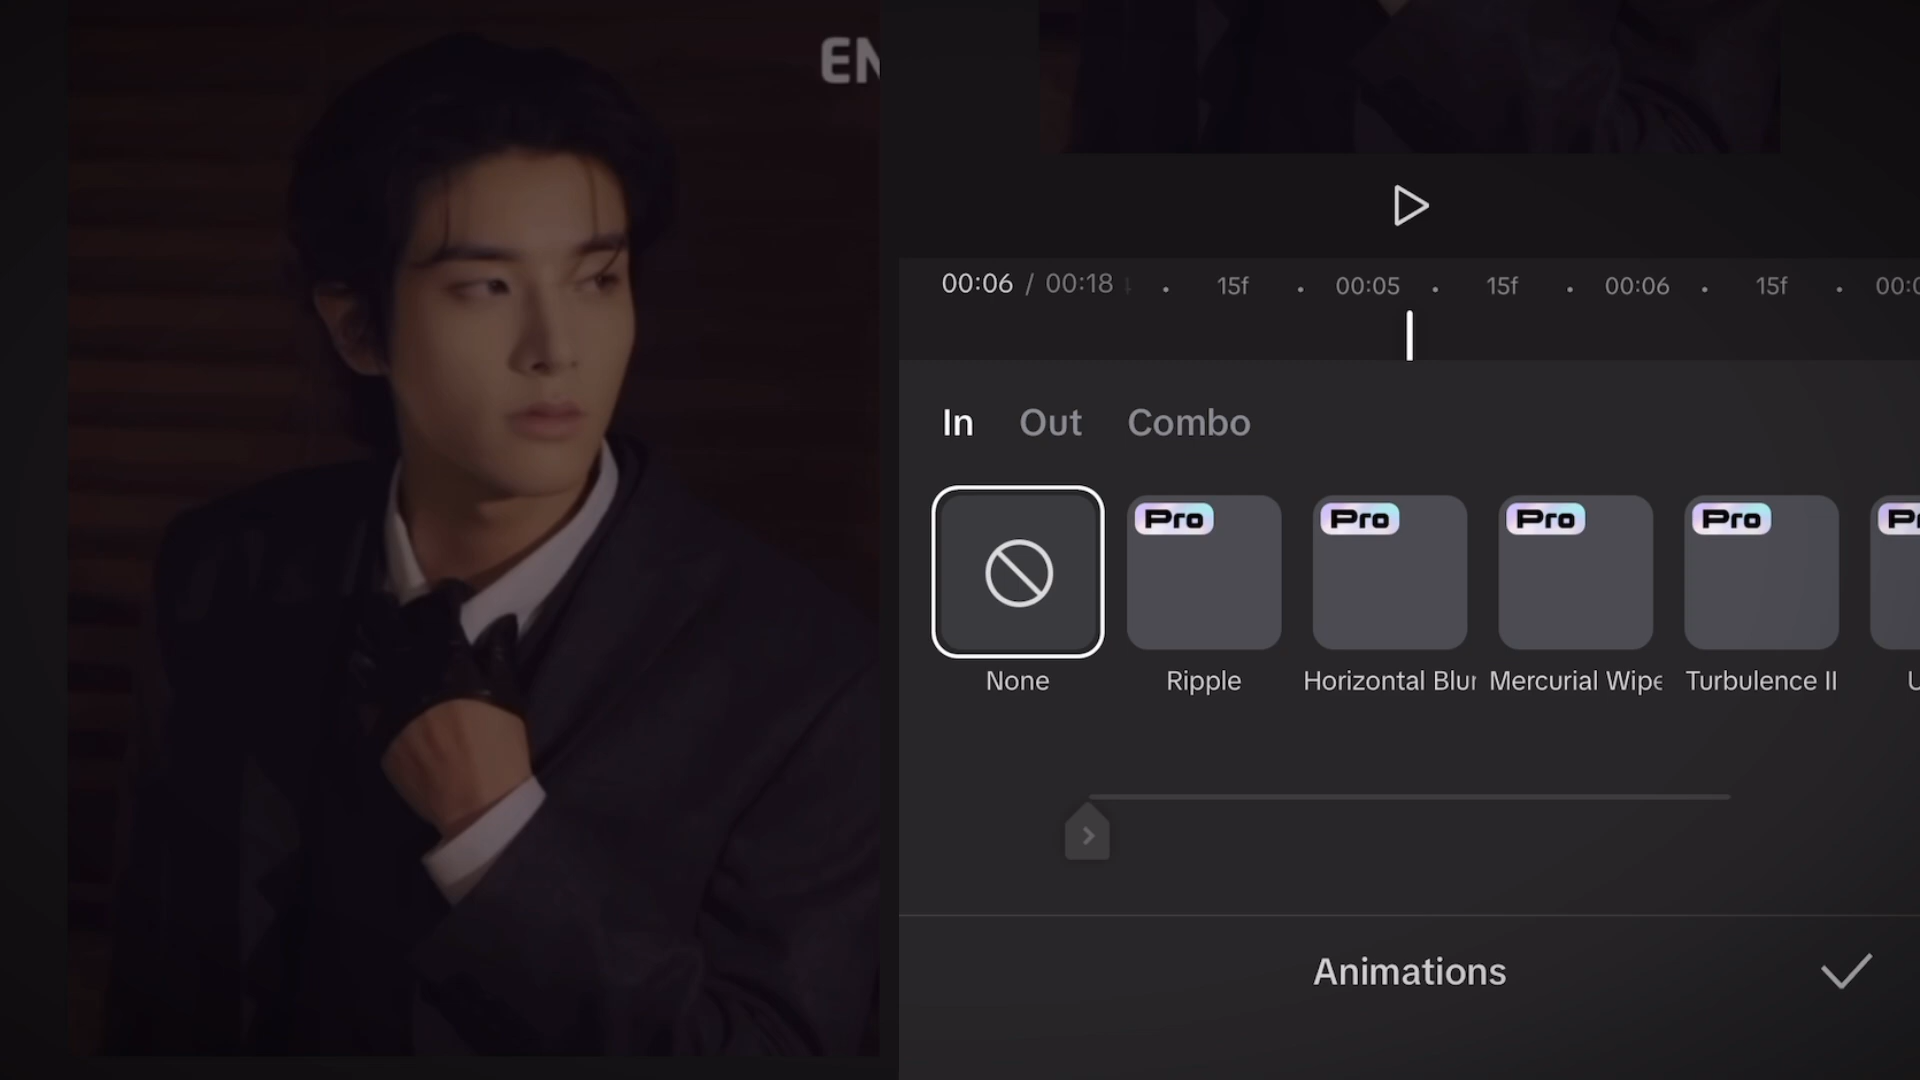 EN
00:06 / 00:18
15f
00:05
15f
00:06
15f
In Out Combo
Pro
Pro
Pro
Pro
None
Ripple
Horizontal Blur
Mercurial Wipe
Turbulence II
Animations